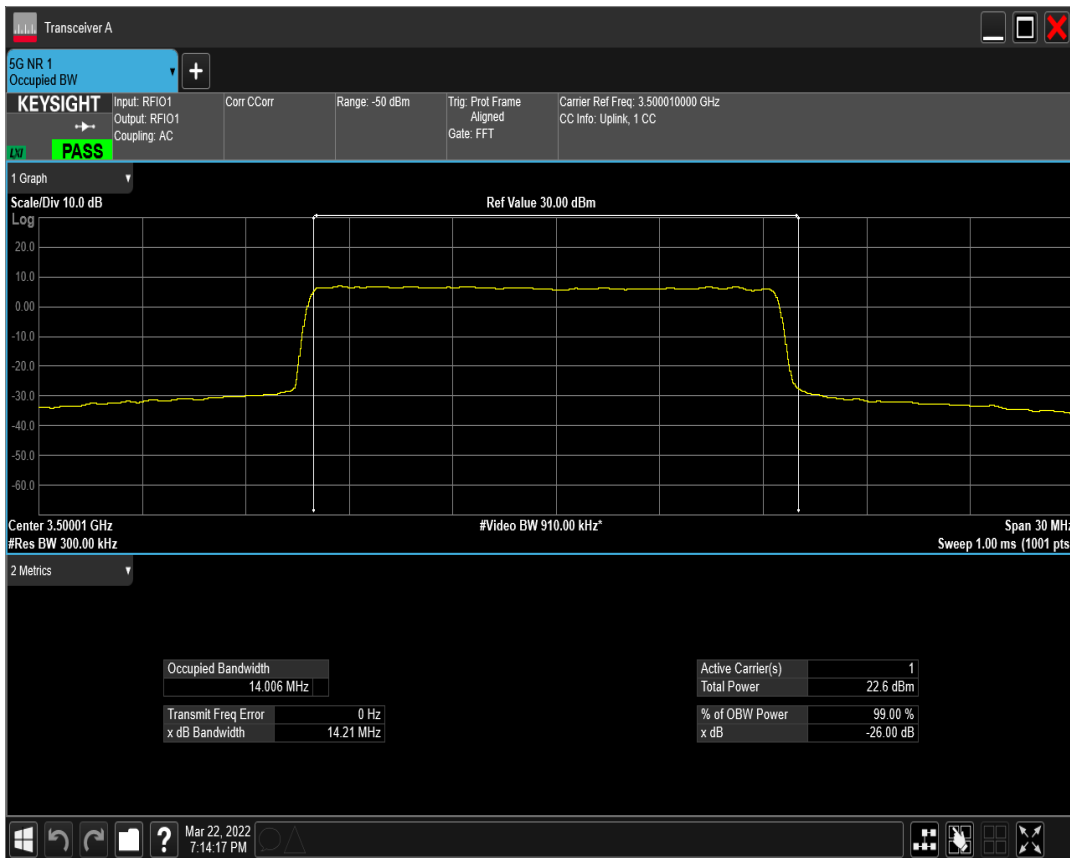 Transceiver A
5G NR 1
Occupied BW
+
KEYSIGHT
LXI
PASS
Input: RFIO1
Output: RFIO1
Coupling: AC
Corr CCorr
Range: -50 dBm
Trig: Prot Frame
Aligned
Gate: FFT
Carrier Ref Freq: 3.500010000 GHz
CC Info: Uplink, 1 CC
1 Graph
Scale/Div 10.0 dB
Ref Value 30.00 dBm
Log
20.0
10.0
0.00
-10.0
-20.0
-30.0
-40.0
-50.0
-60.0
Center 3.50001 GHz
#Video BW 910.00 kHz*
Span 30 MHz
#Res BW 300.00 kHz
Sweep 1.00 ms (1001 pts
2 Metrics
Occupied Bandwidth
14.006 MHz
Transmit Freq Error 0 Hz
x dB Bandwidth 14.21 MHz
Active Carrier(s) 1
Total Power 22.6 dBm
% of OBW Power 99.00 %
x dB -26.00 dB
?
Mar 22, 2022
7:14:17 PM